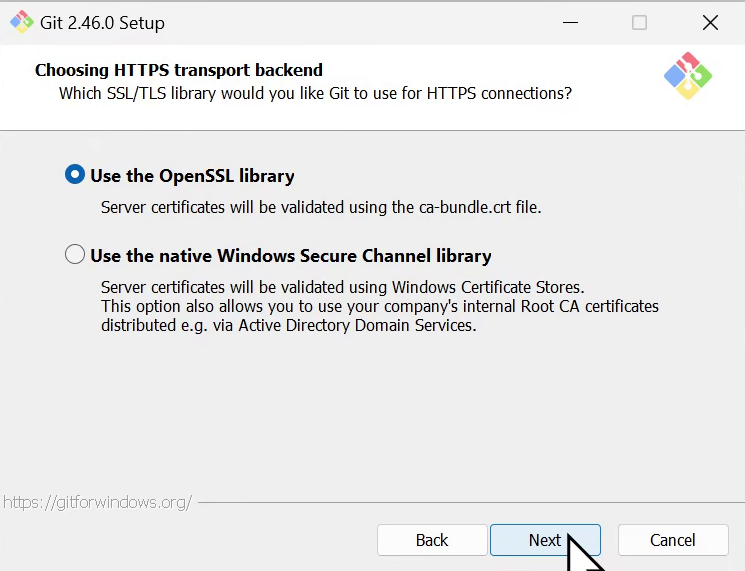 Git 2.46.0 Setup
Choosing HTTPS transport backend
Which SSL/TLS library would you like Git to use for HTTPS connections?
Use the OpenSSL library
Server certificates will be validated using the ca-bundle.crt file.
Use the native Windows Secure Channel library
Server certificates will be validated using Windows Certificate Stores.
This option also allows you to use your company's internal Root CA certificates
distributed e.g. via Active Directory Domain Services.
https://gitforwindows.org/
Back Next Cancel